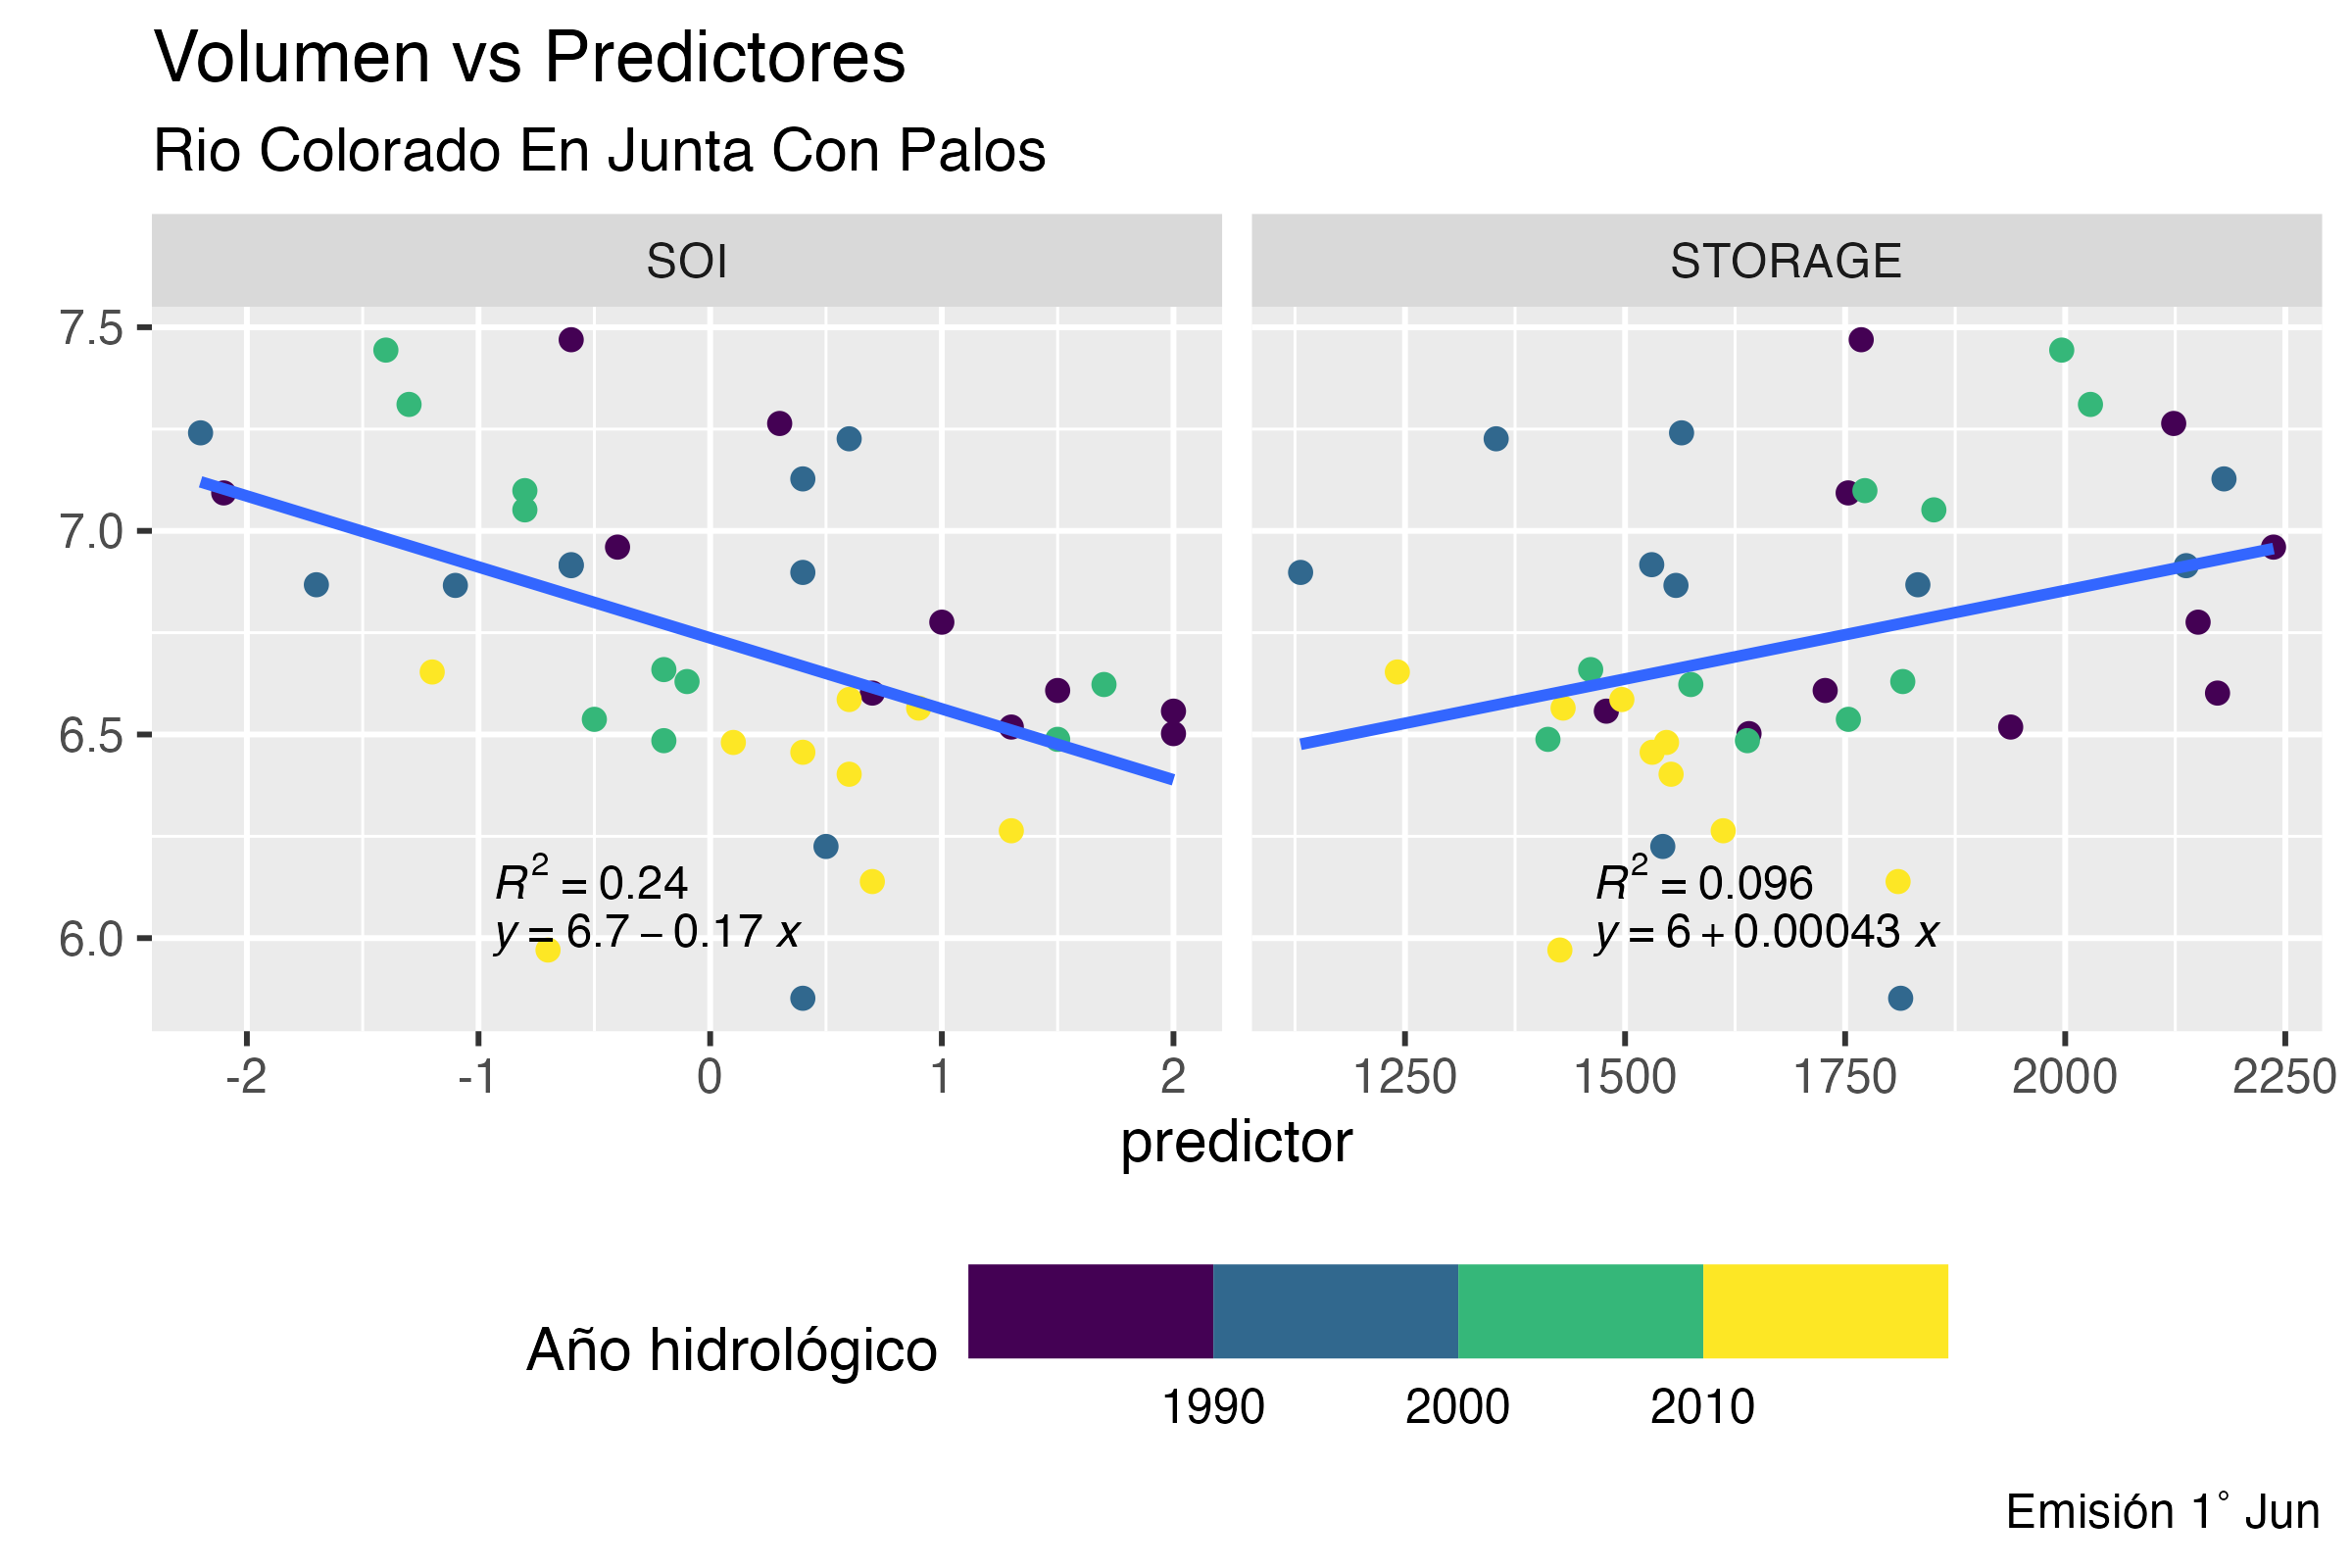 Volumen vs Predictores
Rio Colorado En Junta Con Palos
SOI STORAGE
7.5
7.0
6.5
6.0
R² = 0.24
y = 6.7 − 0.17 x
R² = 0.096
y = 6 + 0.00043 x
-2 -1 0 1 2 1250 1500 1750 2000 2250
predictor
Año hidrológico
1990 2000 2010
Emisión 1° Jun